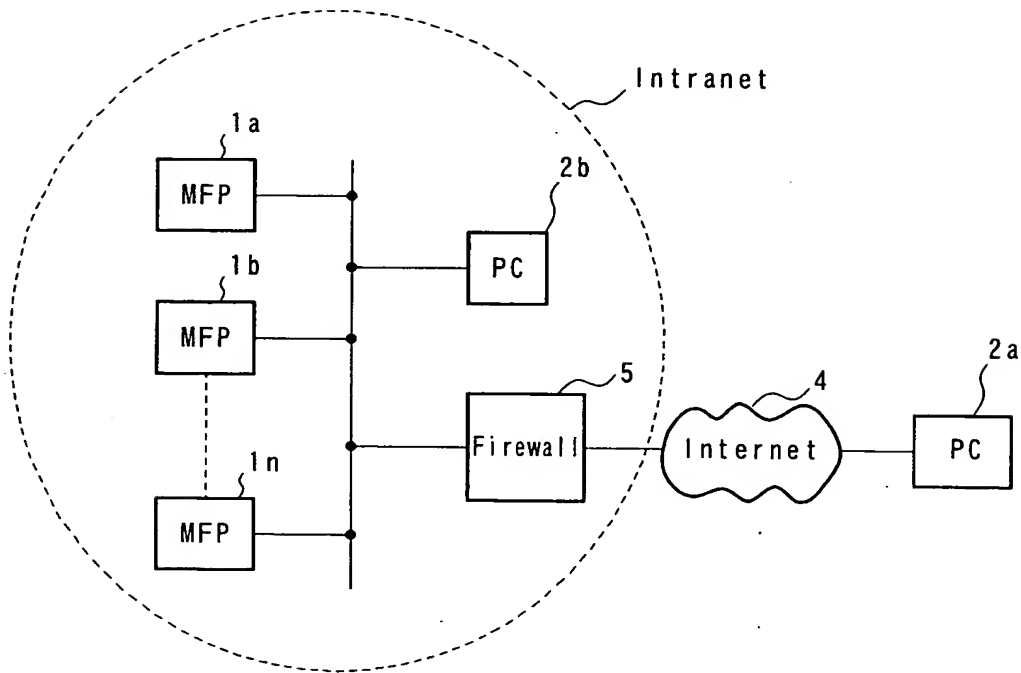 Intranet
1a
MFP
2b
PC
1b
MFP
2a
5
4
Firewall
Internet
PC
1n
MFP